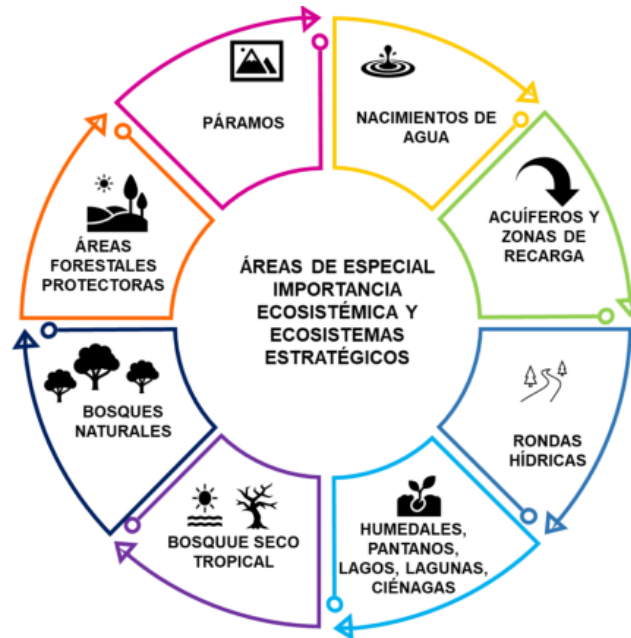 PÁRAMOS
NACIMIENTOS DE
AGUA
ACUÍFEROS Y
ZONAS DE
RECARGA
RONDAS
HÍDRICAS
HUMEDALES,
PANTANOS,
LAGOS, LAGUNAS,
CIÉNAGAS
BOSQUUE SECO
TROPICAL
BOSQUES
NATURALES
ÁREAS
FORESTALES
PROTECTORAS
ÁREAS DE ESPECIAL
IMPORTANCIA
ECOSISTÉMICA Y
ECOSISTEMAS
ESTRATÉGICOS